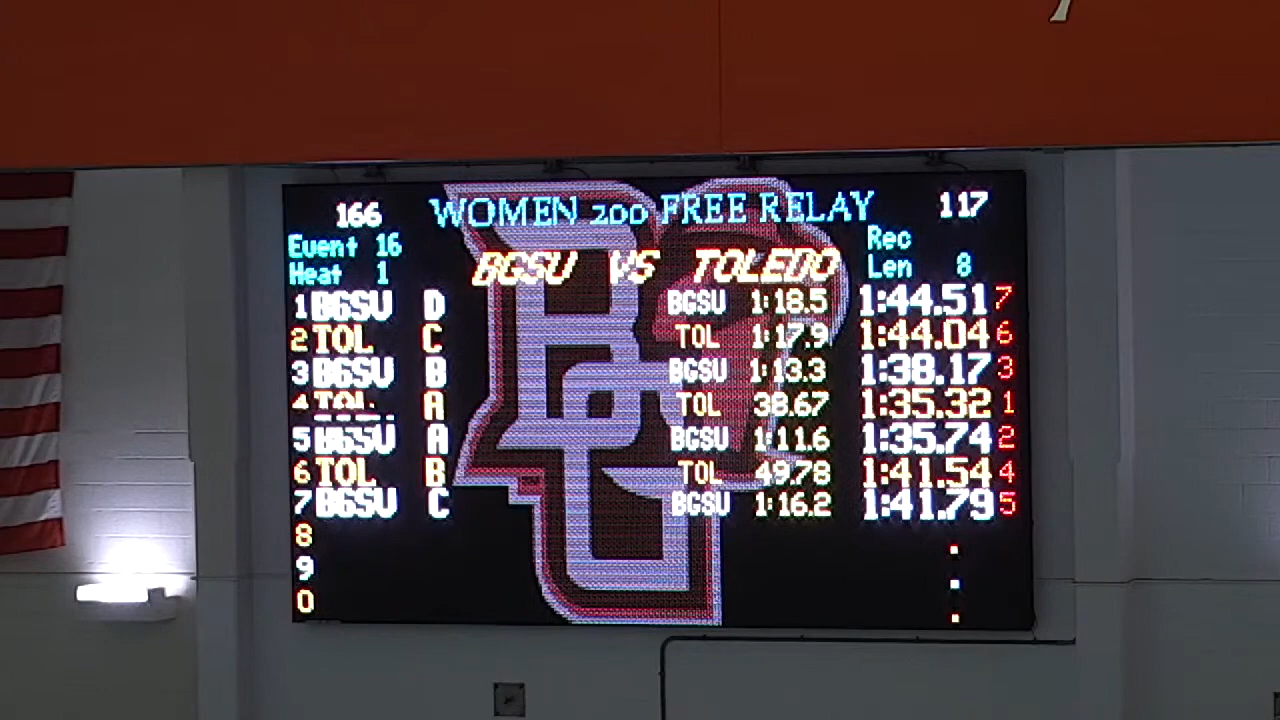 166 WOMEN 200 FREE RELAY 117
Event 16 Rec
Heat 1 BGSU VS TOLEDO Len 8
1 BGSU D BGSU 1:18.5 1:44.51 7
2 TOL C TOL 1:17.9 1:44.04 6
3 BGSU B BGSU 1:13.3 1:38.17 3
4 TOL A TOL 38.67 1:35.32 1
5 BGSU A BGSU 1:11.6 1:35.74 2
6 TOL B TOL 49.78 1:41.54 4
7 BGSU C BGSU 1:16.2 1:41.79 5
8 .
9 .
0 .